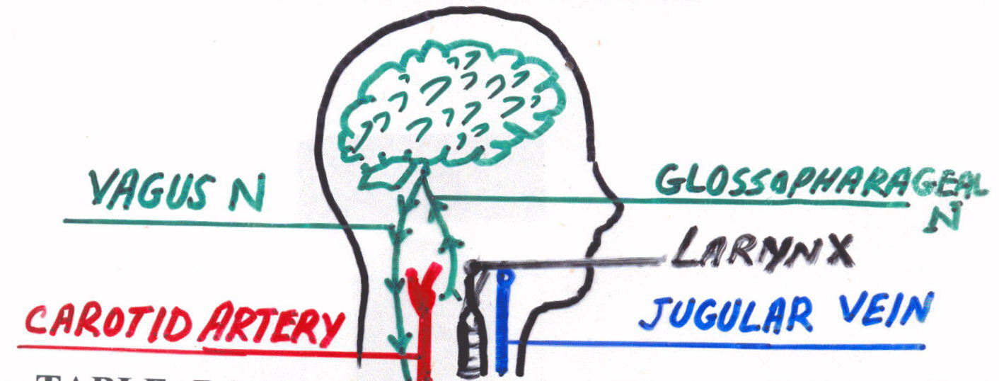 VAGUS N
GLOSSOPHARAGEAL
N
LARYNX
CAROTID ARTERY
JUGULAR VEIN